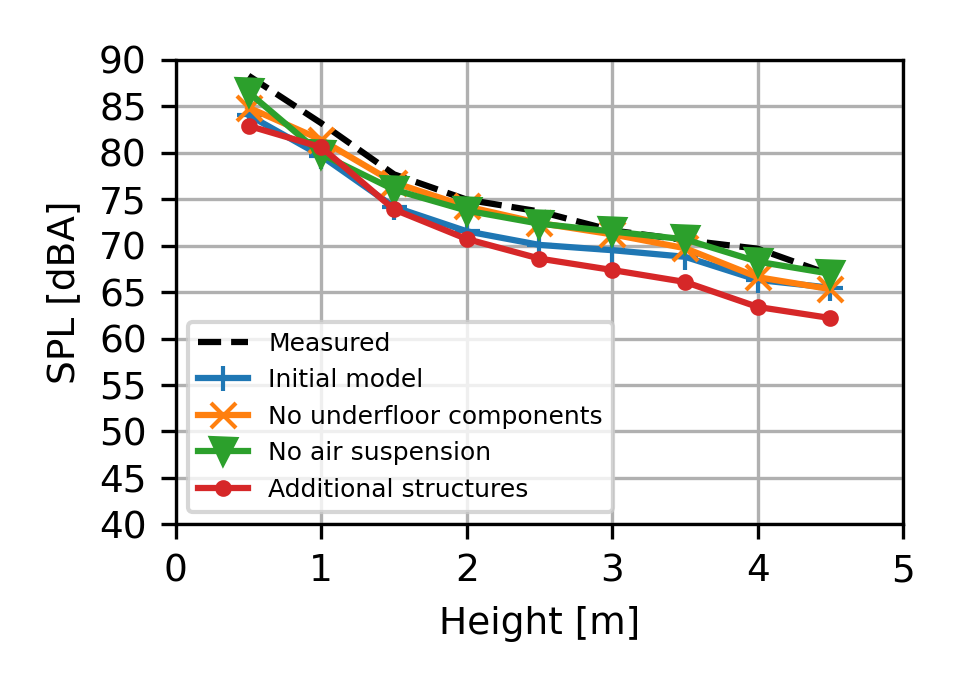 90
85
80
75
70
65
60
55
50
45
40
SPL [dBA]
Measured
Initial model
No underfloor components
No air suspension
Additional structures
0 1 2 3 4 5
Height [m]